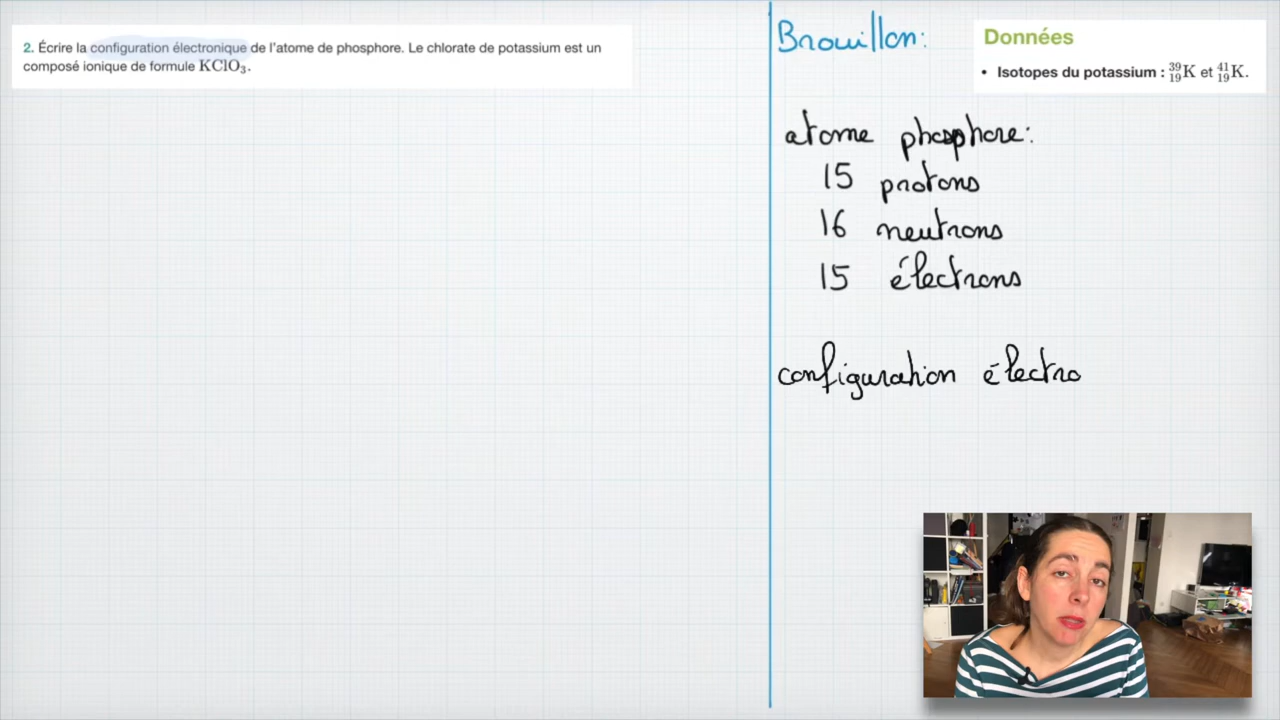 2. Écrire la configuration électronique de l'atome de phosphore. Le chlorate de potassium est un
composé ionique de formule KClO₃.
Brouillon:
Données
• Isotopes du potassium : ³⁹₁₉K et ⁴¹₁₉K.
atome phosphore:
15 protons
16 neutrons
15 électrons
configuration électro